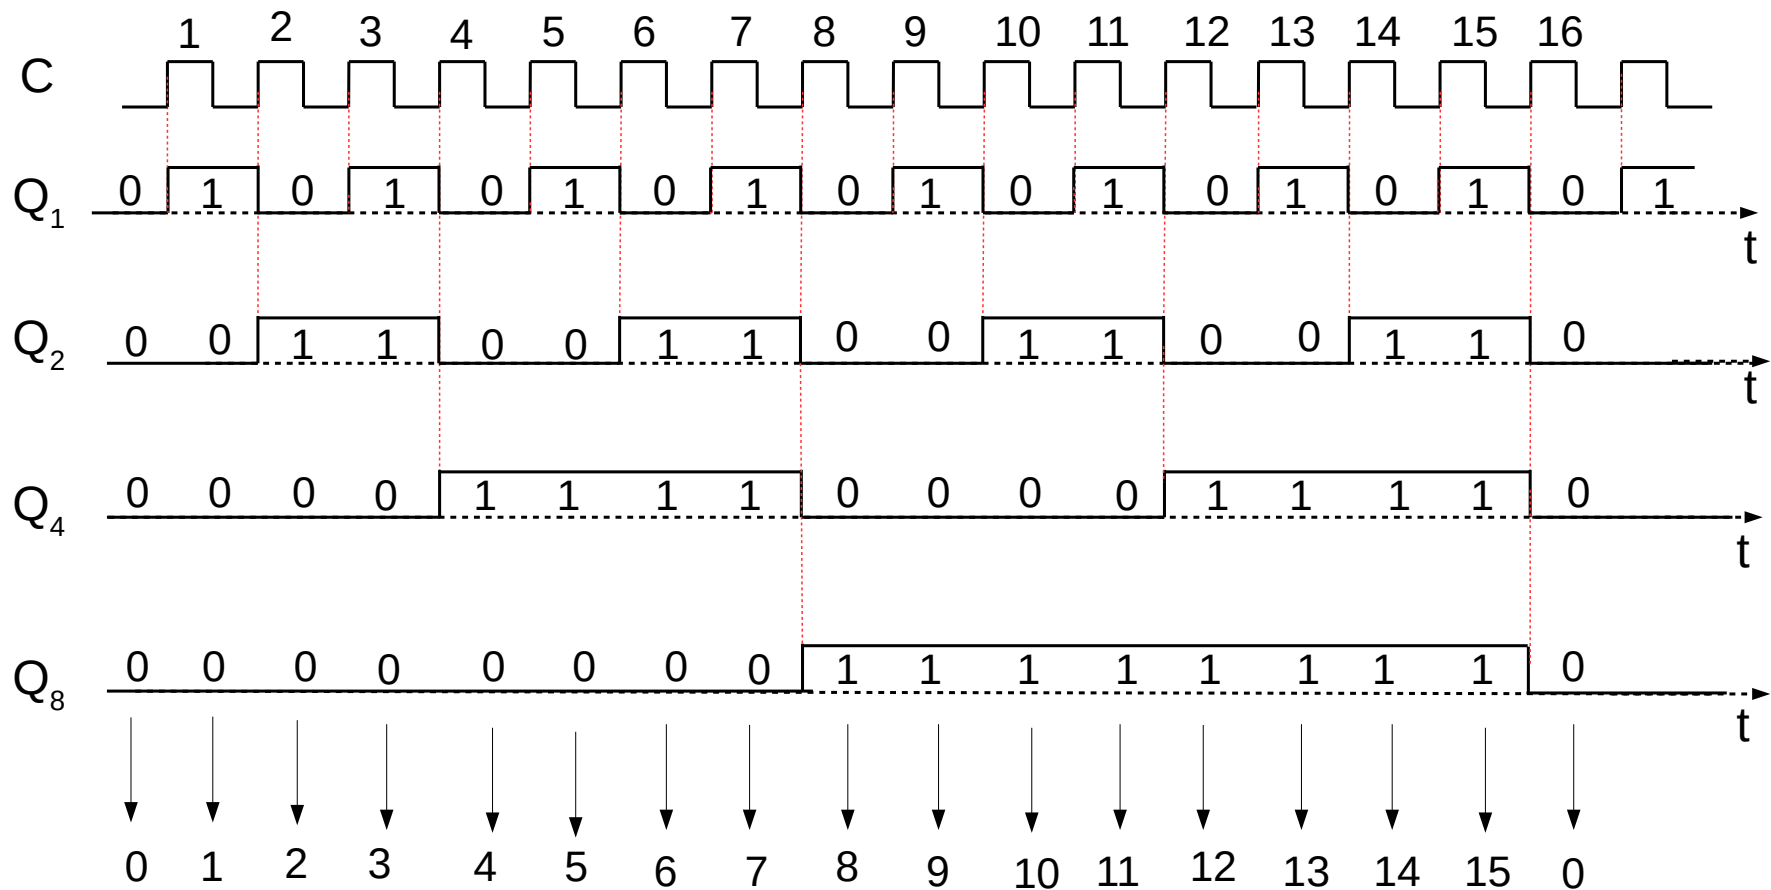 1 2 3 4 5 6 7 8 9 10 11 12 13 14 15 16
C
Q1 0 1 0 1 0 1 0 1 0 1 0 1 0 1 0 1 0 1
t
Q2 0 0 1 1 0 0 1 1 0 0 1 1 0 0 1 1 0
t
Q4 0 0 0 0 1 1 1 1 0 0 0 0 1 1 1 1 0
t
Q8 0 0 0 0 0 0 0 0 1 1 1 1 1 1 1 1 0
t
0 1 2 3 4 5 6 7 8 9 10 11 12 13 14 15 0